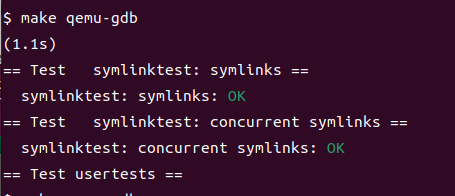 $ make qemu-gdb
(1.1s)
== Test   symlinktest: symlinks ==
  symlinktest: symlinks: OK
== Test   symlinktest: concurrent symlinks ==
  symlinktest: concurrent symlinks: OK
== Test usertests ==